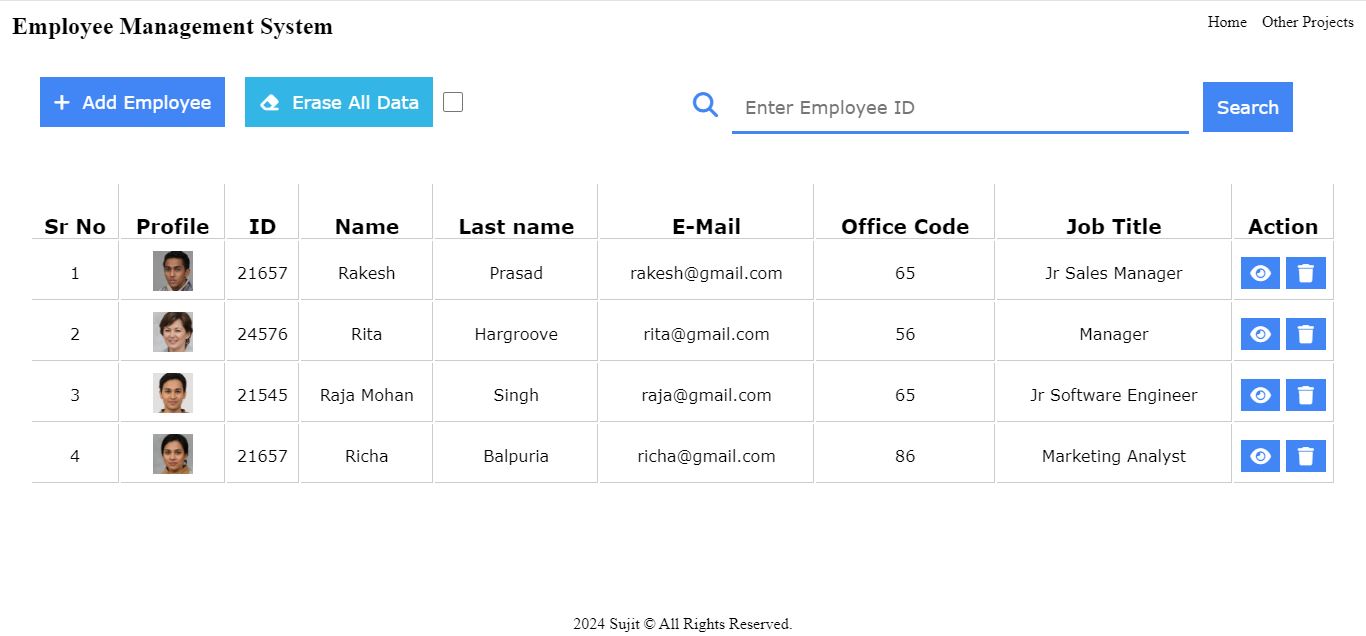 Employee Management System
Home Other Projects
+ Add Employee Erase All Data
Enter Employee ID Search
Sr No Profile ID Name Last name E-Mail Office Code Job Title Action
1 21657 Rakesh Prasad rakesh@gmail.com 65 Jr Sales Manager
2 24576 Rita Hargroove rita@gmail.com 56 Manager
3 21545 Raja Mohan Singh raja@gmail.com 65 Jr Software Engineer
4 21657 Richa Balpuria richa@gmail.com 86 Marketing Analyst
2024 Sujit © All Rights Reserved.